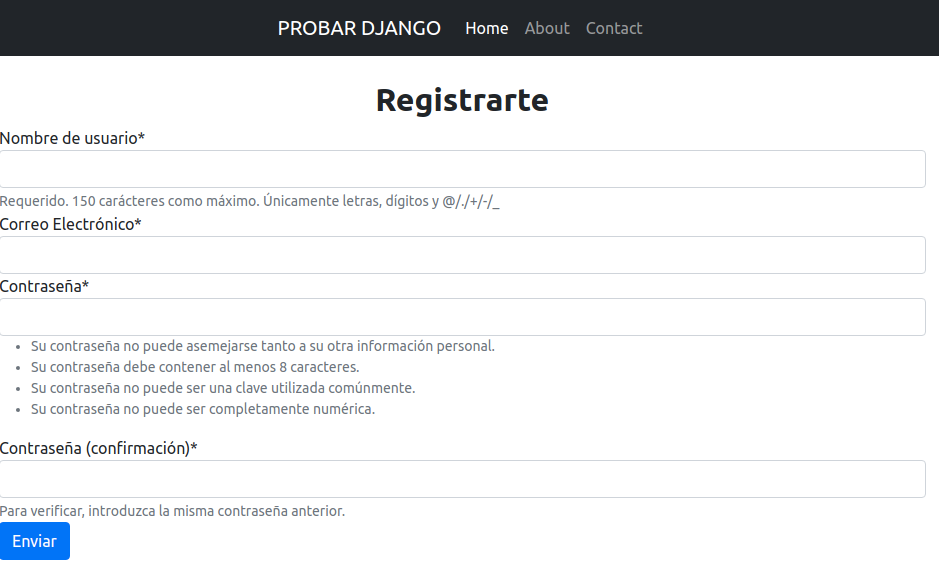 PROBAR DJANGO Home About Contact
Registrarte
Nombre de usuario*
Requerido. 150 carácteres como máximo. Únicamente letras, dígitos y @/./+/-/_
Correo Electrónico*
Contraseña*
• Su contraseña no puede asemejarse tanto a su otra información personal.
• Su contraseña debe contener al menos 8 caracteres.
• Su contraseña no puede ser una clave utilizada comúnmente.
• Su contraseña no puede ser completamente numérica.
Contraseña (confirmación)*
Para verificar, introduzca la misma contraseña anterior.
Enviar